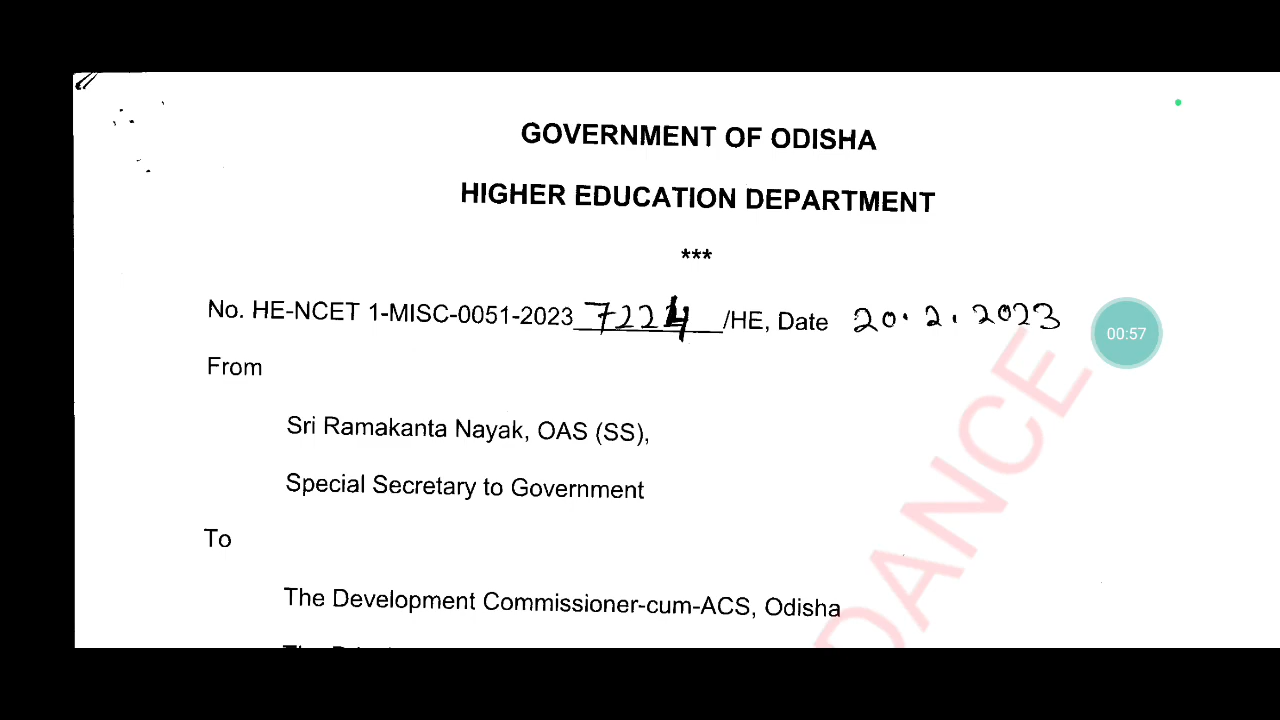 GOVERNMENT OF ODISHA
HIGHER EDUCATION DEPARTMENT
***
No. HE-NCET 1-MISC-0051-2023 7224 /HE, Date 20.2.2023
00:57
From
Sri Ramakanta Nayak, OAS (SS),
Special Secretary to Government
To
The Development Commissioner-cum-ACS, Odisha
DANCE